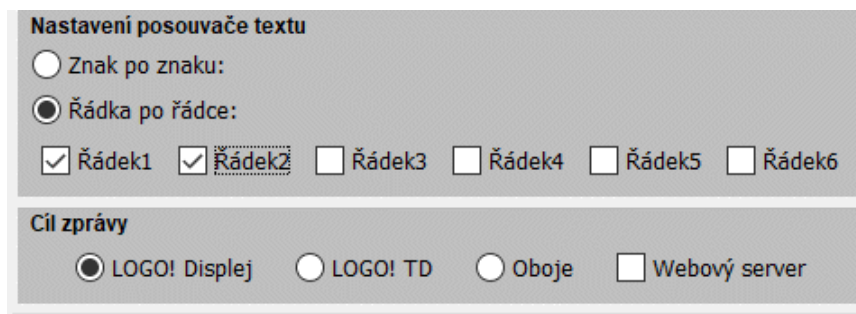 Nastavení posouvače textu
Znak po znaku:
Řádka po řádce:
Řádek1 Řádek2 Řádek3 Řádek4 Řádek5 Řádek6
Cíl zprávy
LOGO! Displej LOGO! TD Oboje Webový server